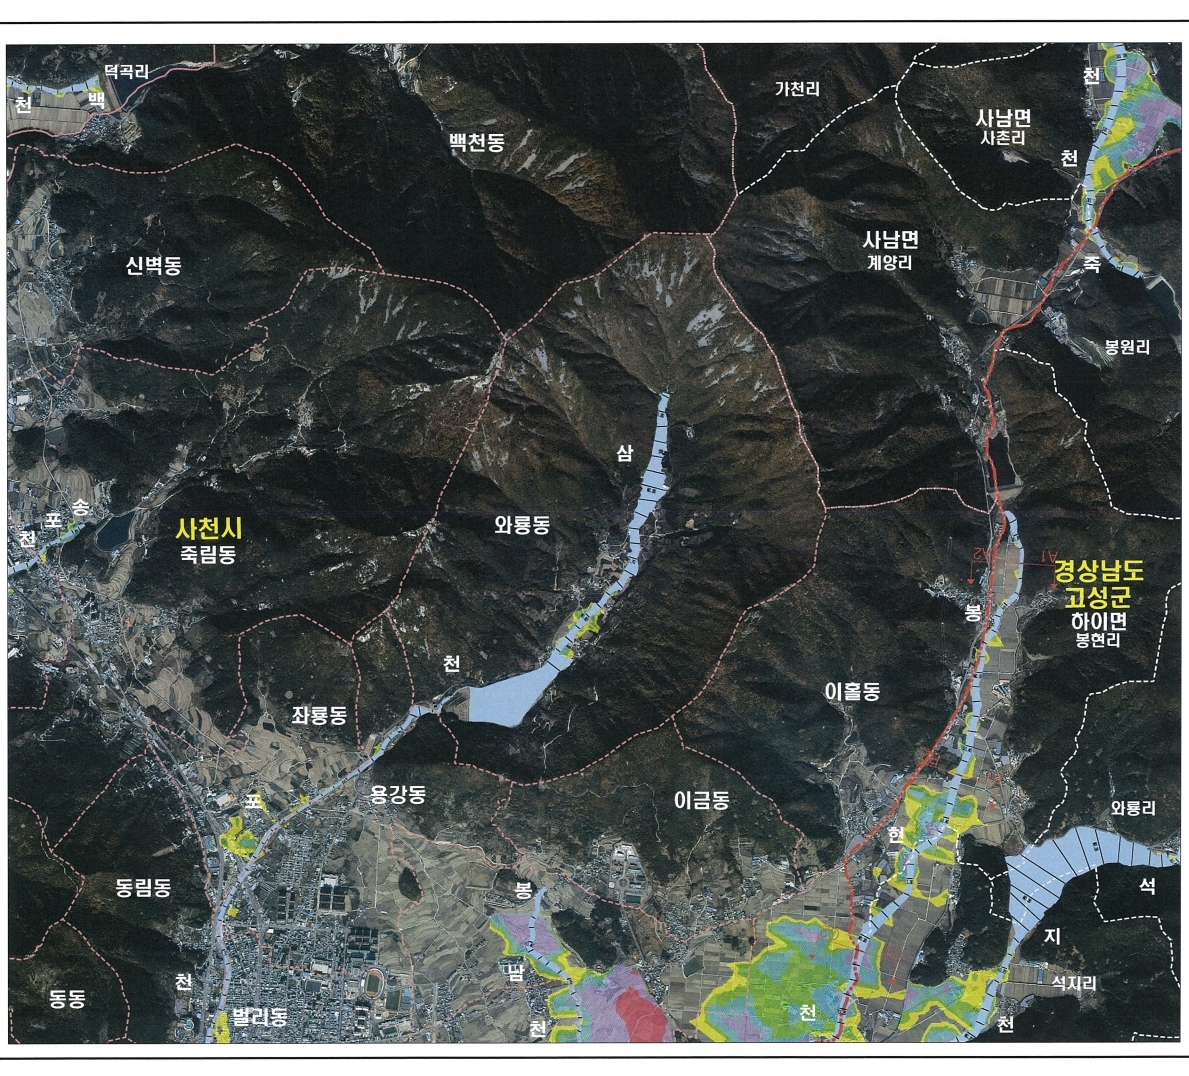 덕곡리
천
백
가천리
사남면
사촌리
천
백천동
천
신벽동
사남면
계양리
죽
봉원리
삼
송
포
천
사천시
죽림동
와룡동
A2
A1
경상남도
고성군
하이면
봉현리
봉
천
이홀동
좌룡동
포
용강동
이금동
와룡리
현
동림동
봉
석
지
담
천
석지리
동동
벌리동
천
천
천